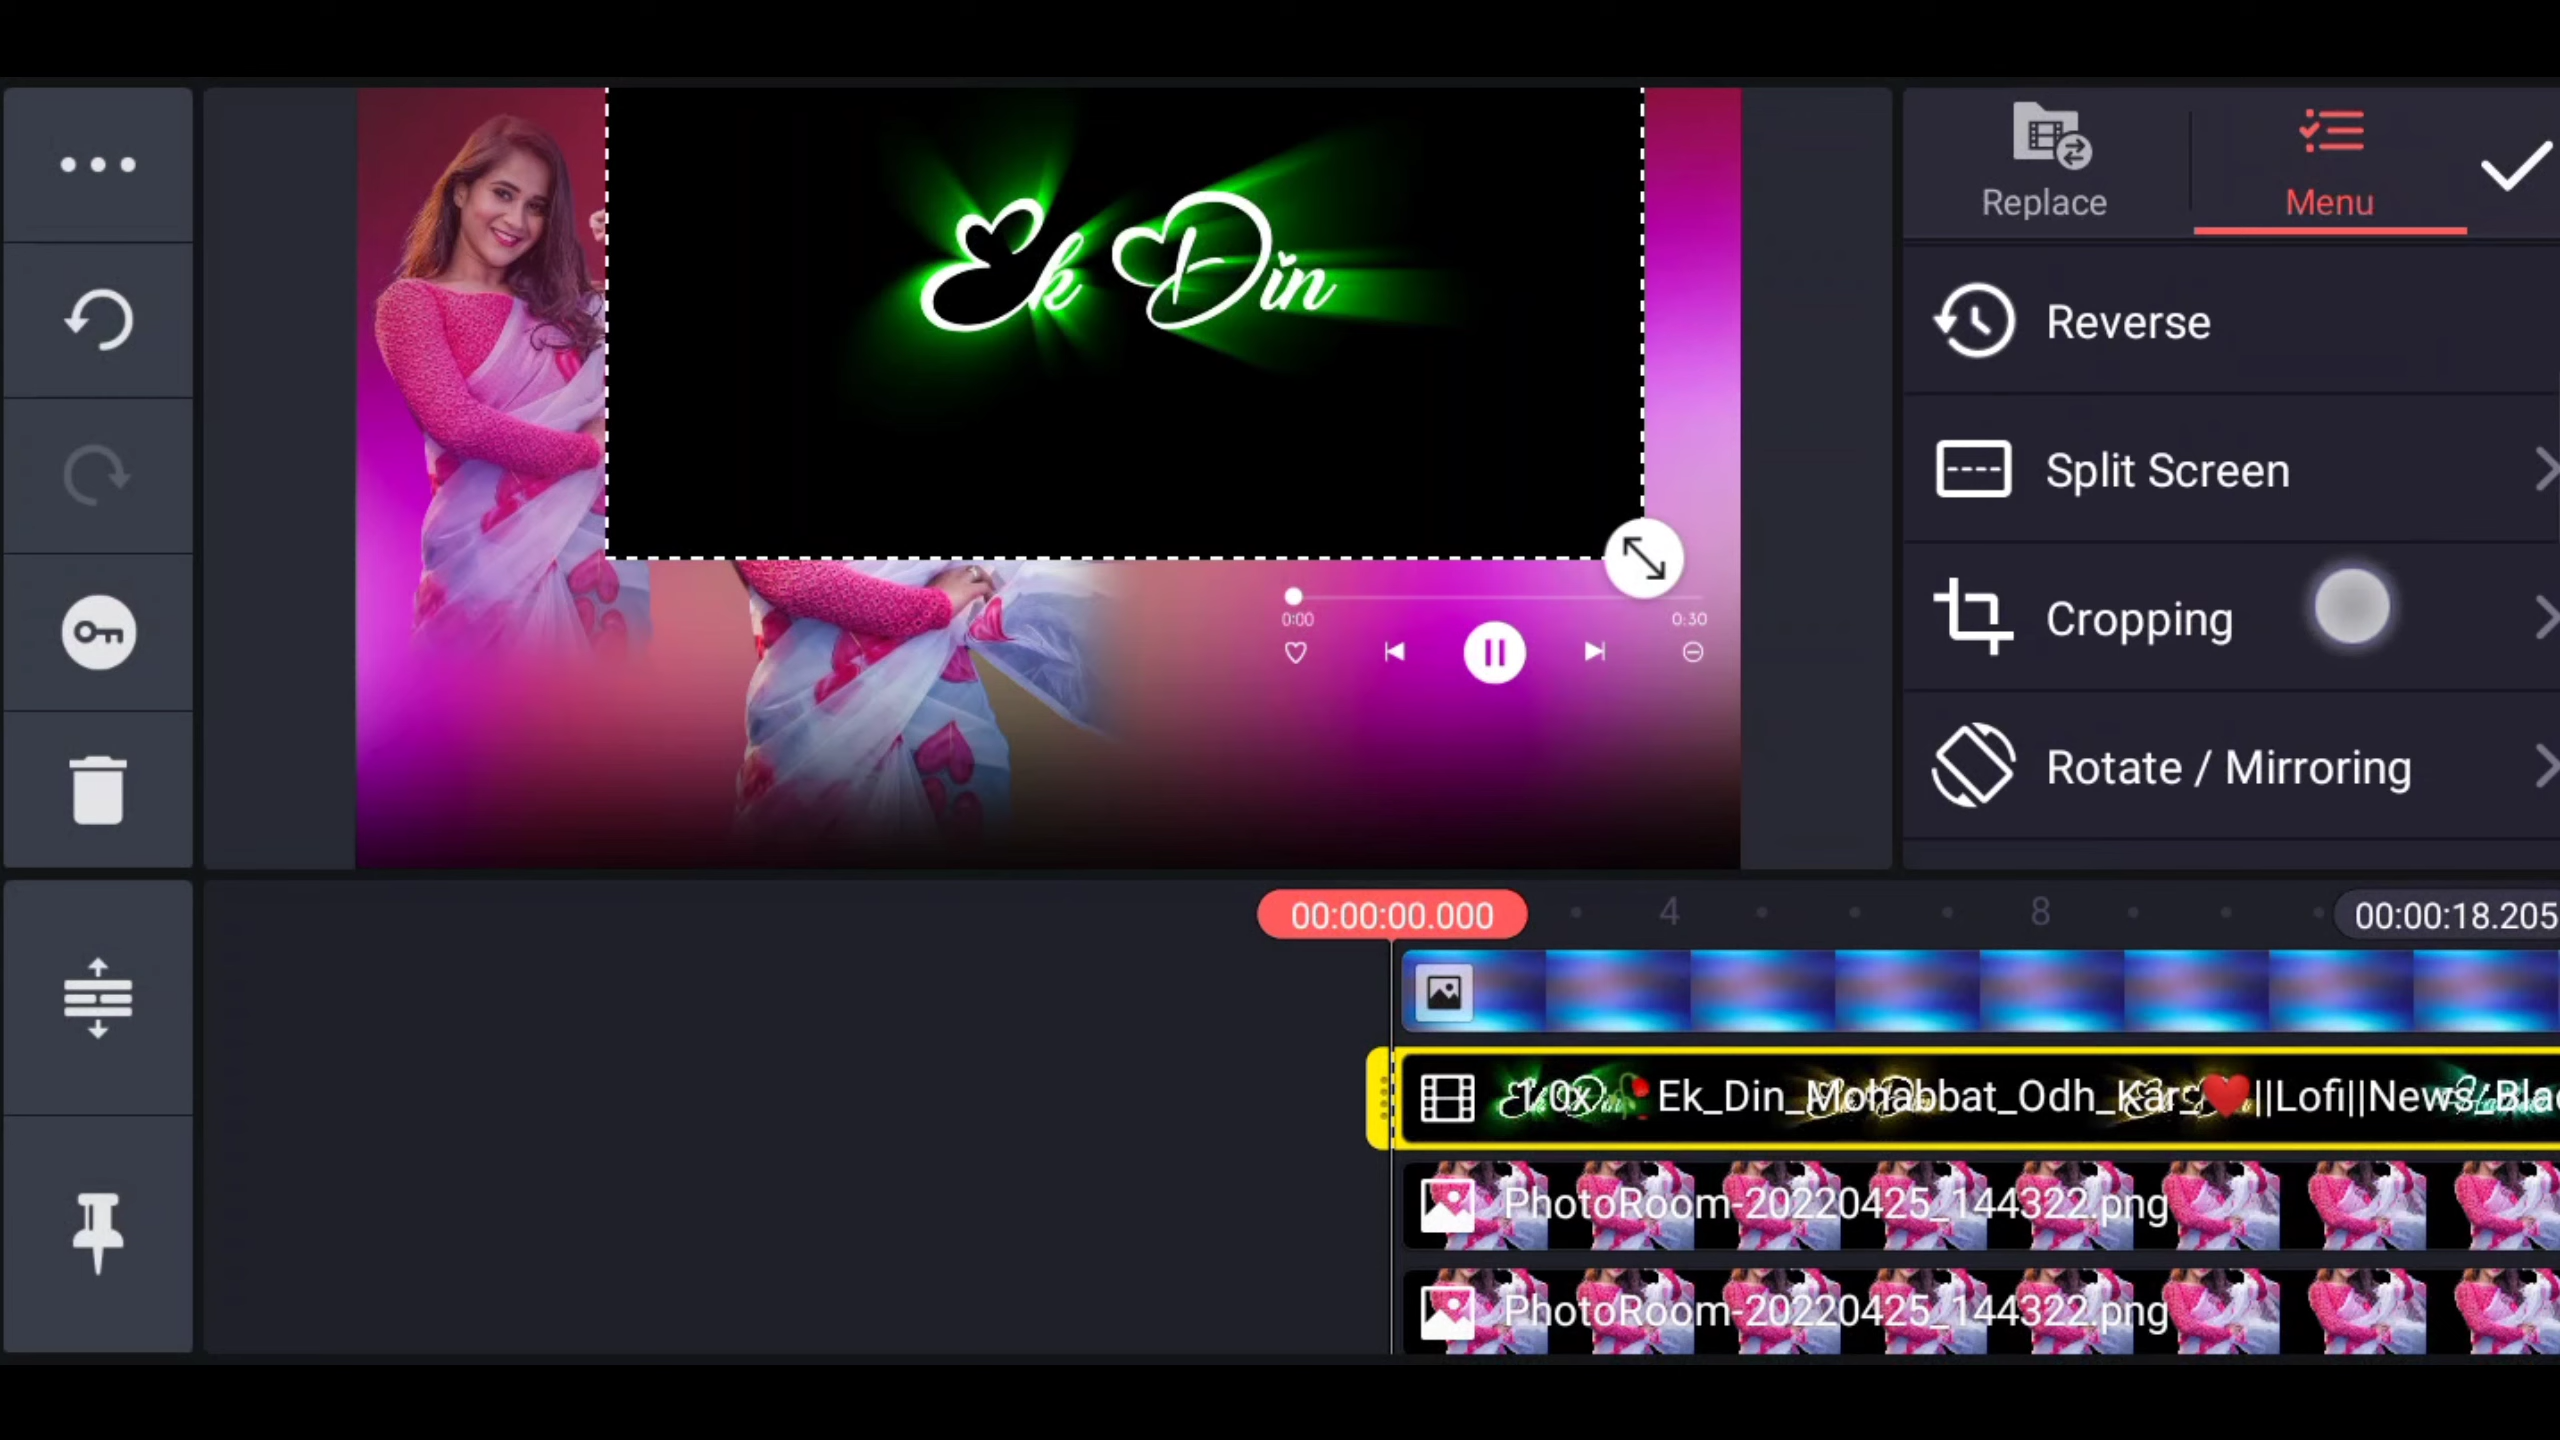 Ek Din
0:00
0:30
Replace
Menu
Reverse
Split Screen
Cropping
Rotate / Mirroring
00:00:00.000
4
8
00:00:18.205
1.0x 🥀 Ek_Din_Mohabbat_Odh_Kar ❤️||Lofi||News/_Blac
PhotoRoom-20220425_144322.png
PhotoRoom-20220425_144322.png